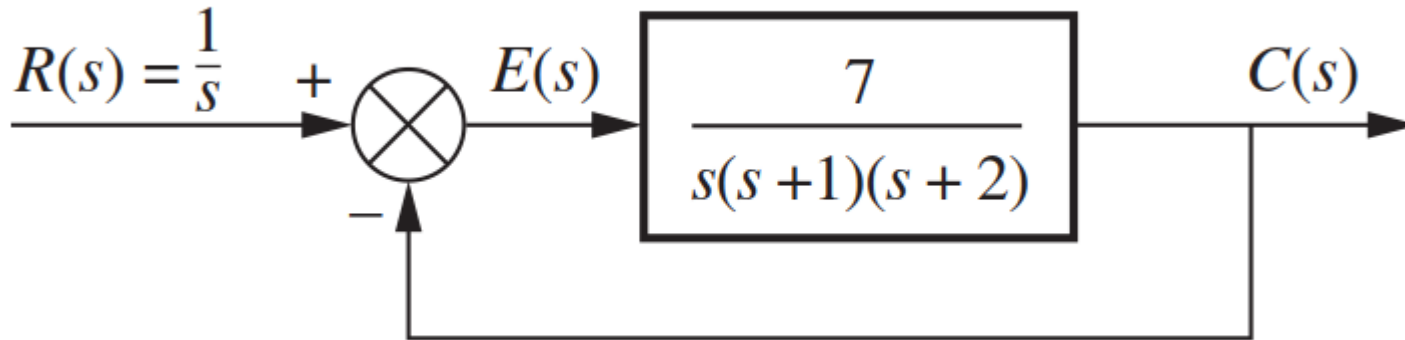 R(s) = 1/s
+
−
E(s)
7
s(s +1)(s + 2)
C(s)